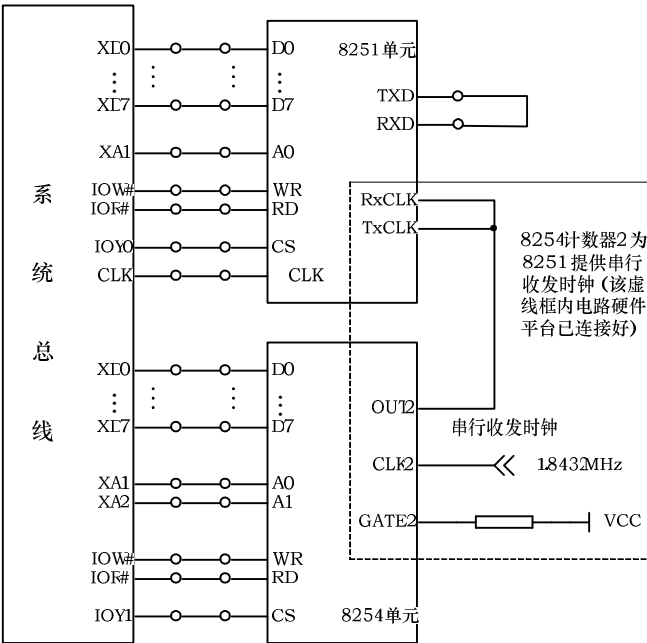 系统总线
XD0
XD7
XA1
IOW#
IOR#
IOY0
CLK
D0
D7
A0
WR
RD
CS
CLK
8251单元
TXD
RXD
RxCLK
TxCLK
8254计数器2为
8251提供串行
收发时钟(该虚
线框内电路硬件
平台已连接好)
XD0
XD7
XA1
XA2
IOW#
IOR#
IOY1
D0
D7
A0
A1
WR
RD
CS
OUT2
CLK2
GATE2
8254单元
串行收发时钟
1.8432MHz
VCC